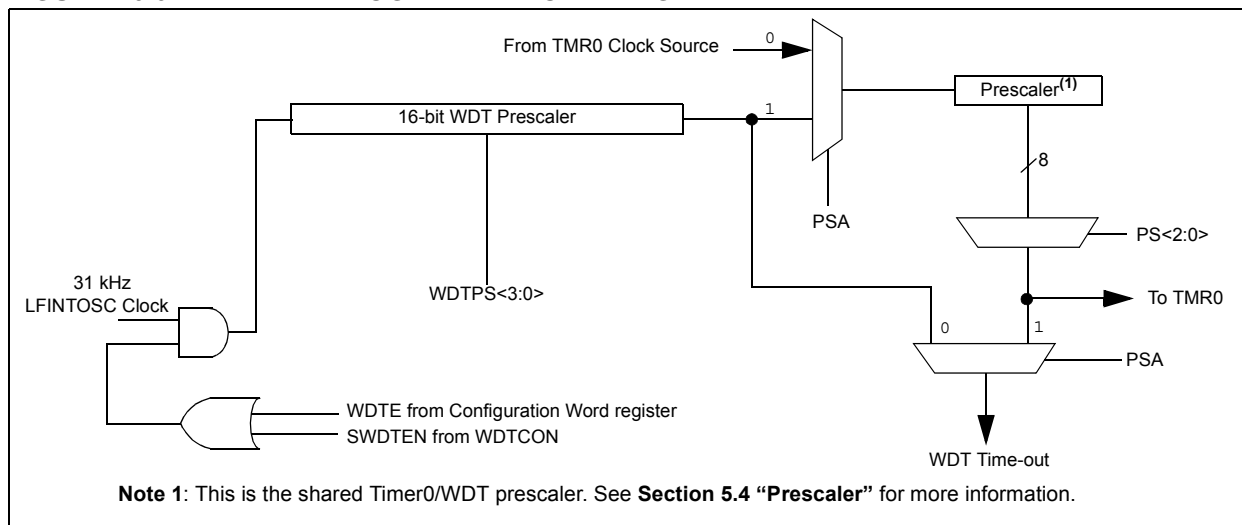 From TMR0 Clock Source
0
Prescaler(1)
16-bit WDT Prescaler
1
8
PSA
PS<2:0>
31 kHz
LFINTOSC Clock
WDTPS<3:0>
To TMR0
0
1
PSA
WDTE from Configuration Word register
SWDTEN from WDTCON
WDT Time-out
Note 1: This is the shared Timer0/WDT prescaler. See Section 5.4 “Prescaler” for more information.